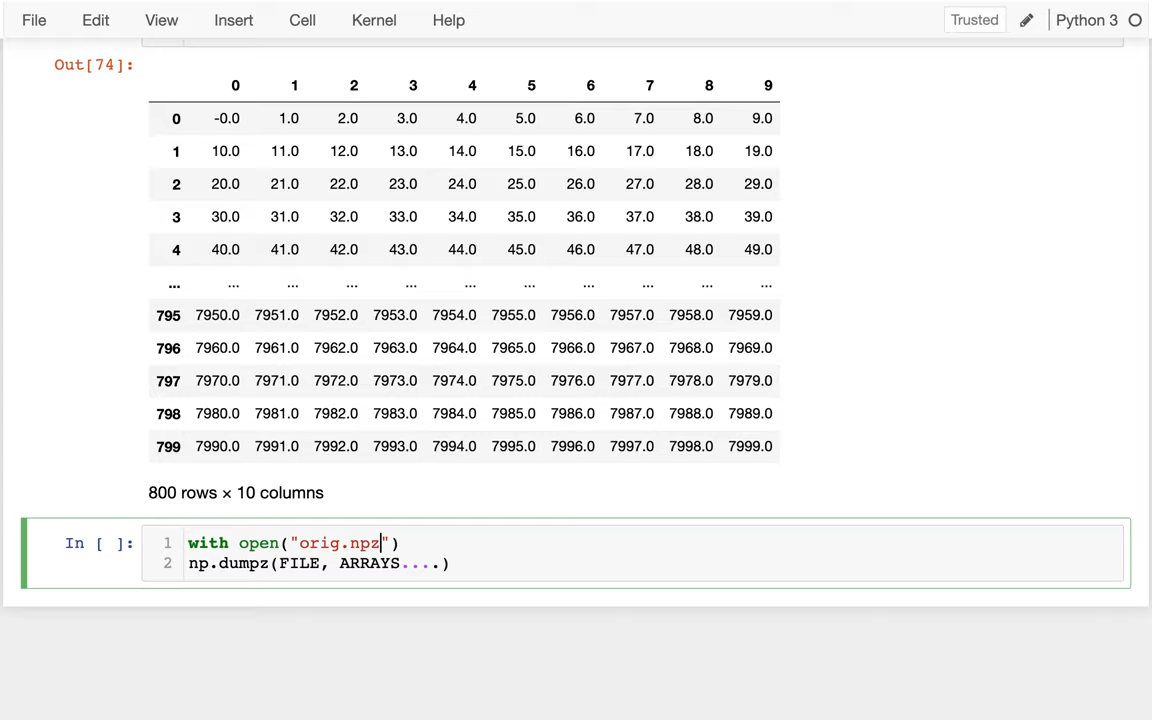 File Edit View Insert Cell Kernel Help Trusted Python 3
Out[74]:
0 1 2 3 4 5 6 7 8 9
0 -0.0 1.0 2.0 3.0 4.0 5.0 6.0 7.0 8.0 9.0
1 10.0 11.0 12.0 13.0 14.0 15.0 16.0 17.0 18.0 19.0
2 20.0 21.0 22.0 23.0 24.0 25.0 26.0 27.0 28.0 29.0
3 30.0 31.0 32.0 33.0 34.0 35.0 36.0 37.0 38.0 39.0
4 40.0 41.0 42.0 43.0 44.0 45.0 46.0 47.0 48.0 49.0
... ... ... ... ... ... ... ... ... ... ...
795 7950.0 7951.0 7952.0 7953.0 7954.0 7955.0 7956.0 7957.0 7958.0 7959.0
796 7960.0 7961.0 7962.0 7963.0 7964.0 7965.0 7966.0 7967.0 7968.0 7969.0
797 7970.0 7971.0 7972.0 7973.0 7974.0 7975.0 7976.0 7977.0 7978.0 7979.0
798 7980.0 7981.0 7982.0 7983.0 7984.0 7985.0 7986.0 7987.0 7988.0 7989.0
799 7990.0 7991.0 7992.0 7993.0 7994.0 7995.0 7996.0 7997.0 7998.0 7999.0
800 rows × 10 columns
In [ ]: 1 with open("orig.npz")
2 np.dumpz(FILE, ARRAYS....)